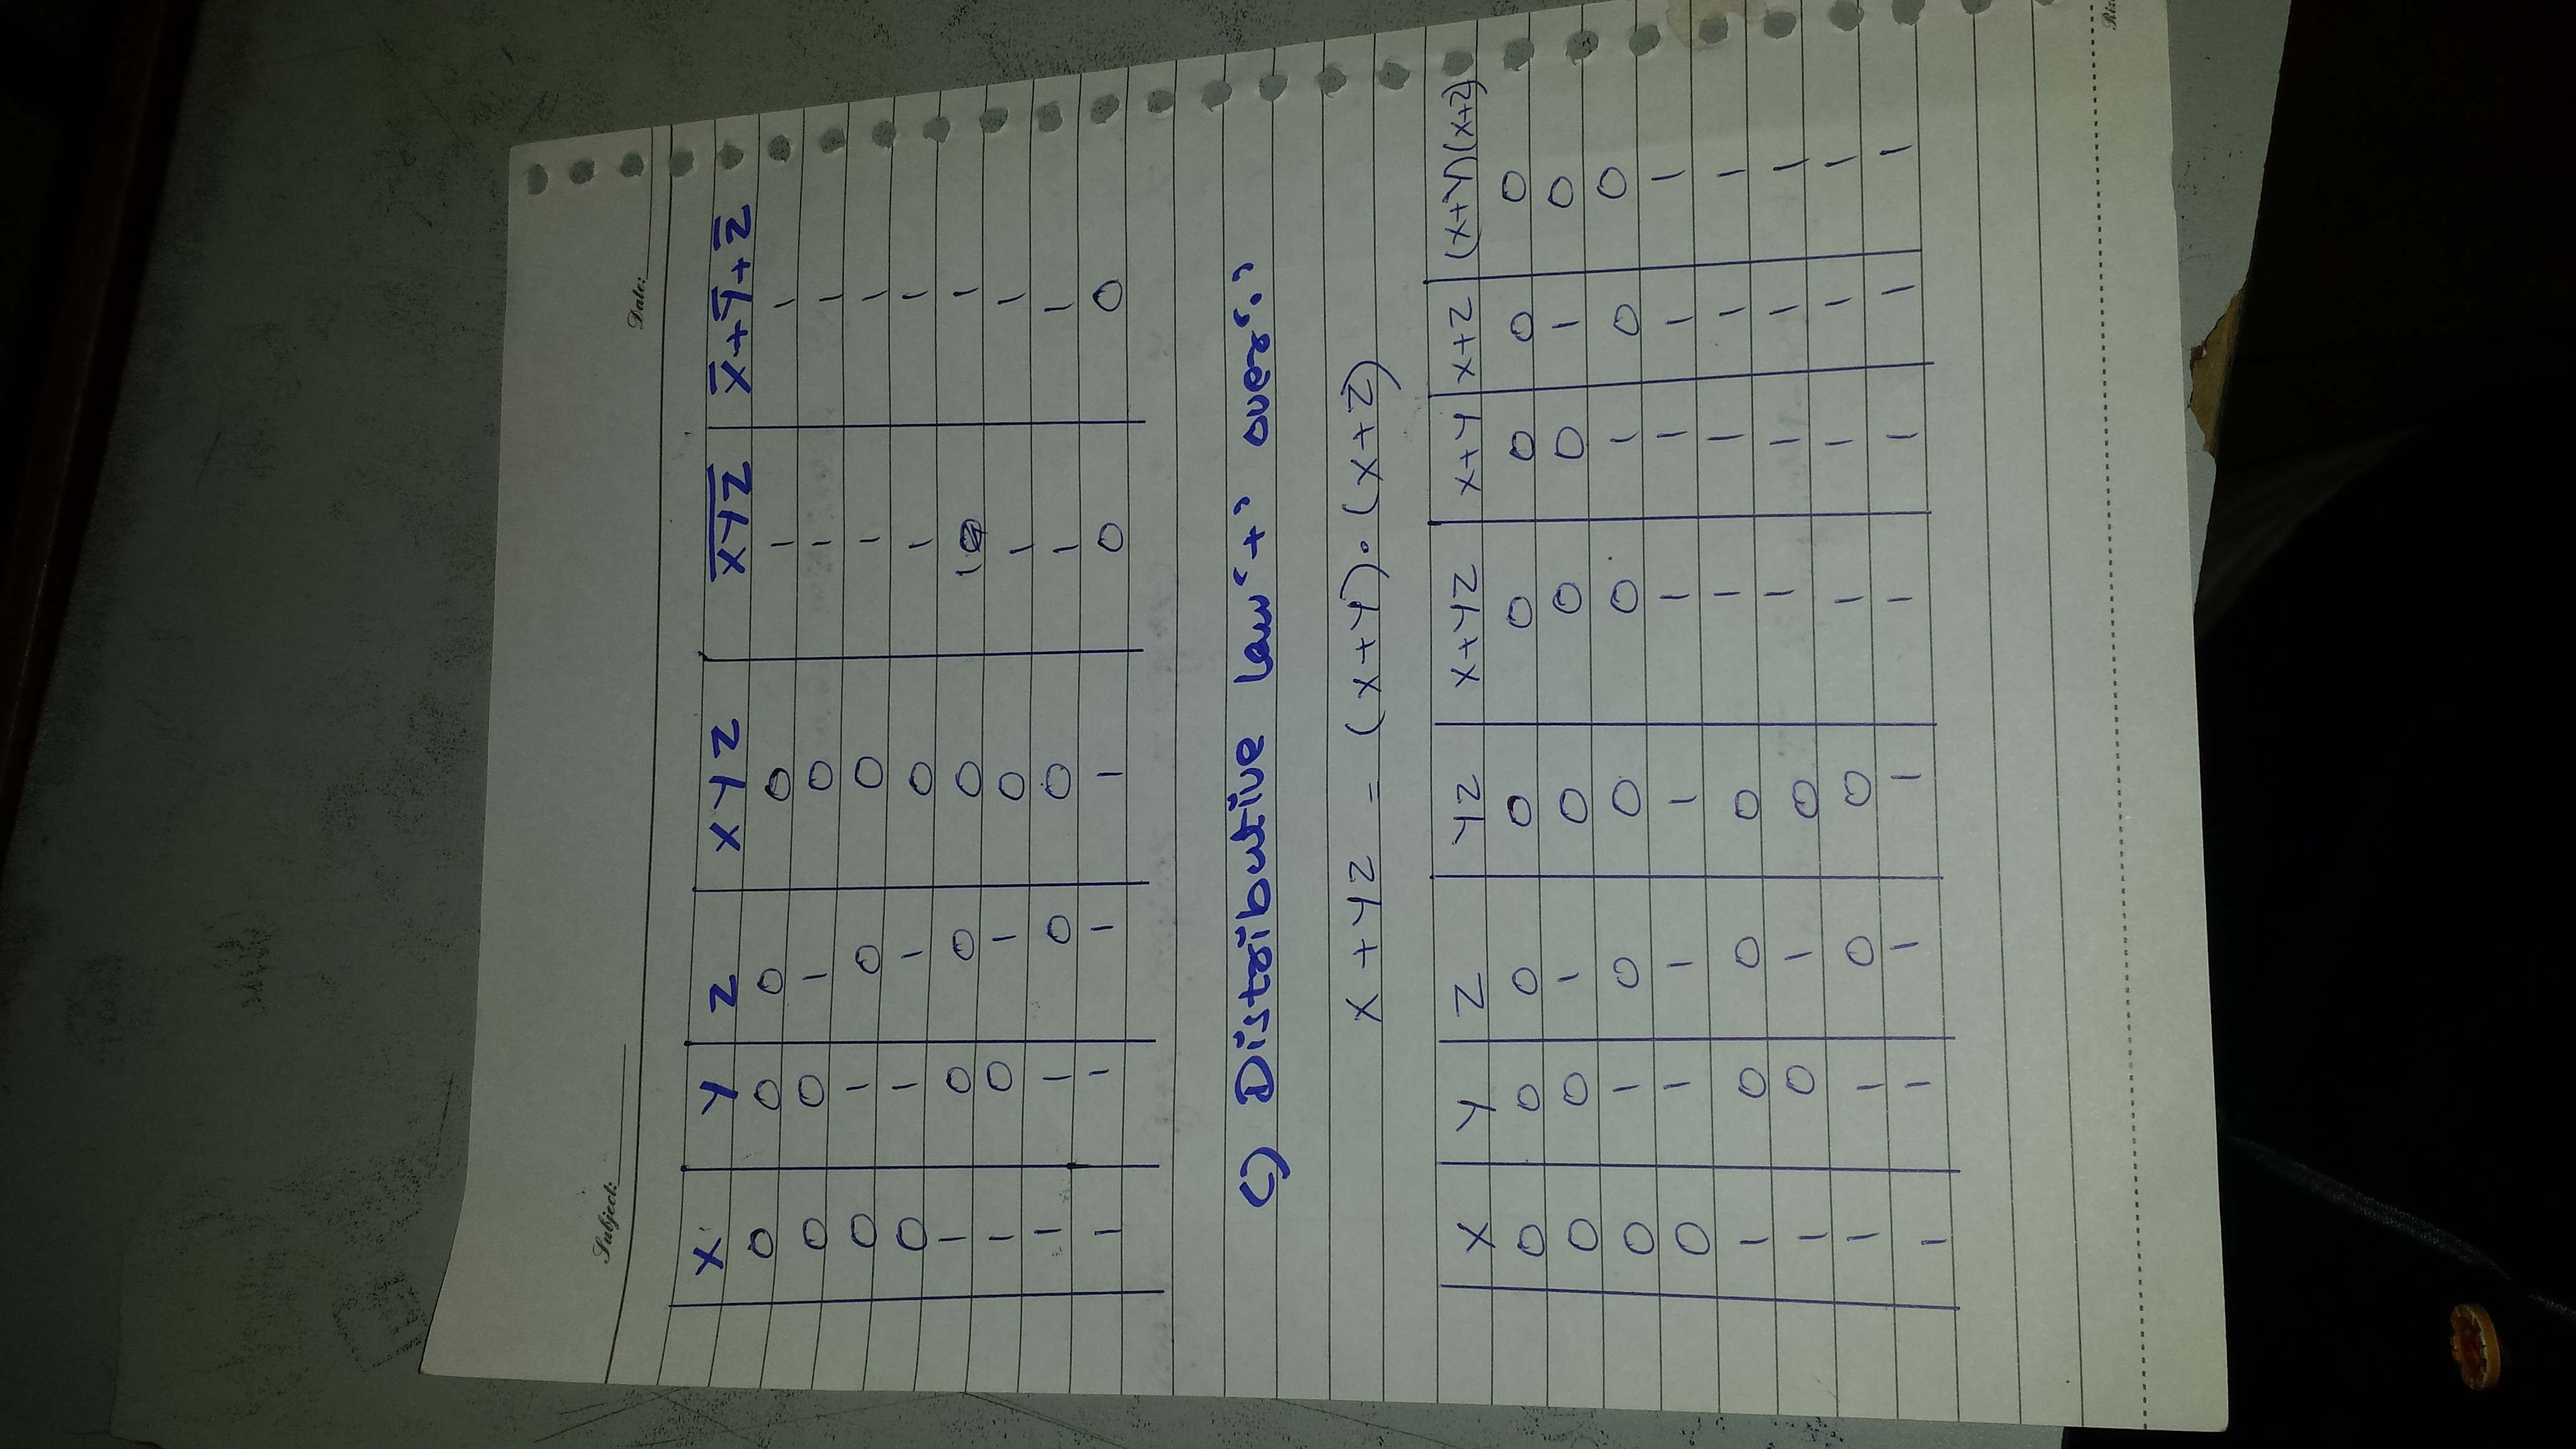 Subject: Date:
X Y Z XYZ X̅Y̅Z̅ X̅+Y̅+Z̅
0 0 0 0 1 1
0 0 1 0 1 1
0 1 0 0 1 1
0 1 1 0 1 1
1 0 0 0 1 1
1 0 1 0 1 1
1 1 0 0 1 1
1 1 1 1 0 0
c) Distributive law "+" over "."
X + YZ = (X+Y).(X+Z)
X Y Z YZ X+YZ X+Y X+Z (X+Y)(X+Z)
0 0 0 0 0 0 0 0
0 0 1 0 0 0 1 0
0 1 0 0 0 1 0 0
0 1 1 1 1 1 1 1
1 0 0 0 1 1 1 1
1 0 1 0 1 1 1 1
1 1 0 0 1 1 1 1
1 1 1 1 1 1 1 1